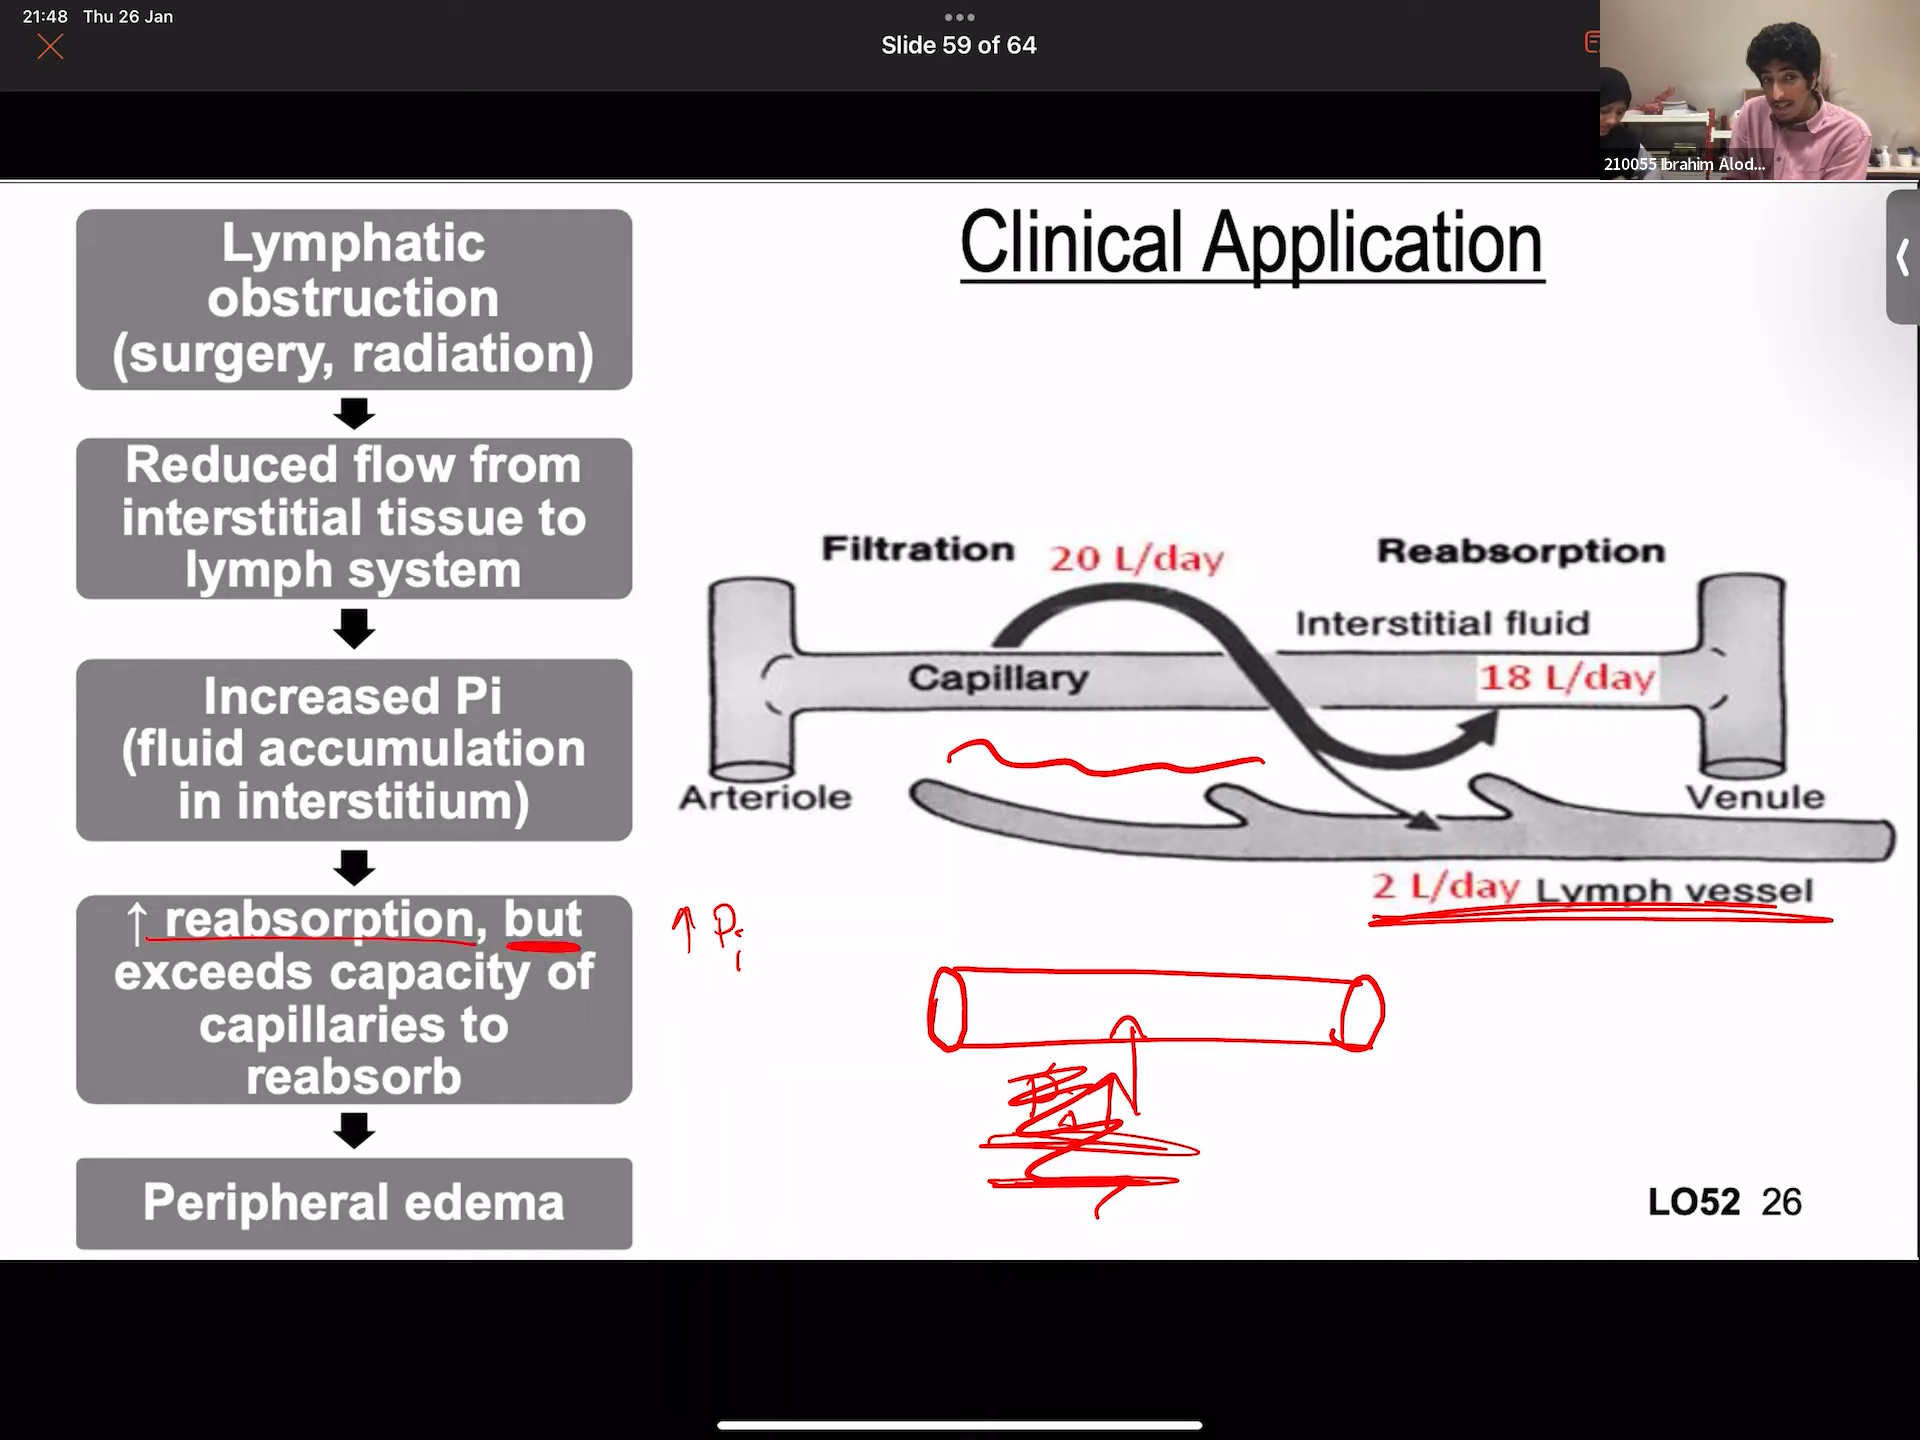 21:48 Thu 26 Jan
Slide 59 of 64
210055 Ibrahim Alod...
Clinical Application
Lymphatic
obstruction
(surgery, radiation)
Reduced flow from
interstitial tissue to
lymph system
Increased Pi
(fluid accumulation
in interstitium)
↑ reabsorption, but
exceeds capacity of
capillaries to
reabsorb
Peripheral edema
Filtration 20 L/day Reabsorption
Interstitial fluid
Capillary 18 L/day
Arteriole Venule
2 L/day Lymph vessel
↑ Pi
LO52 26